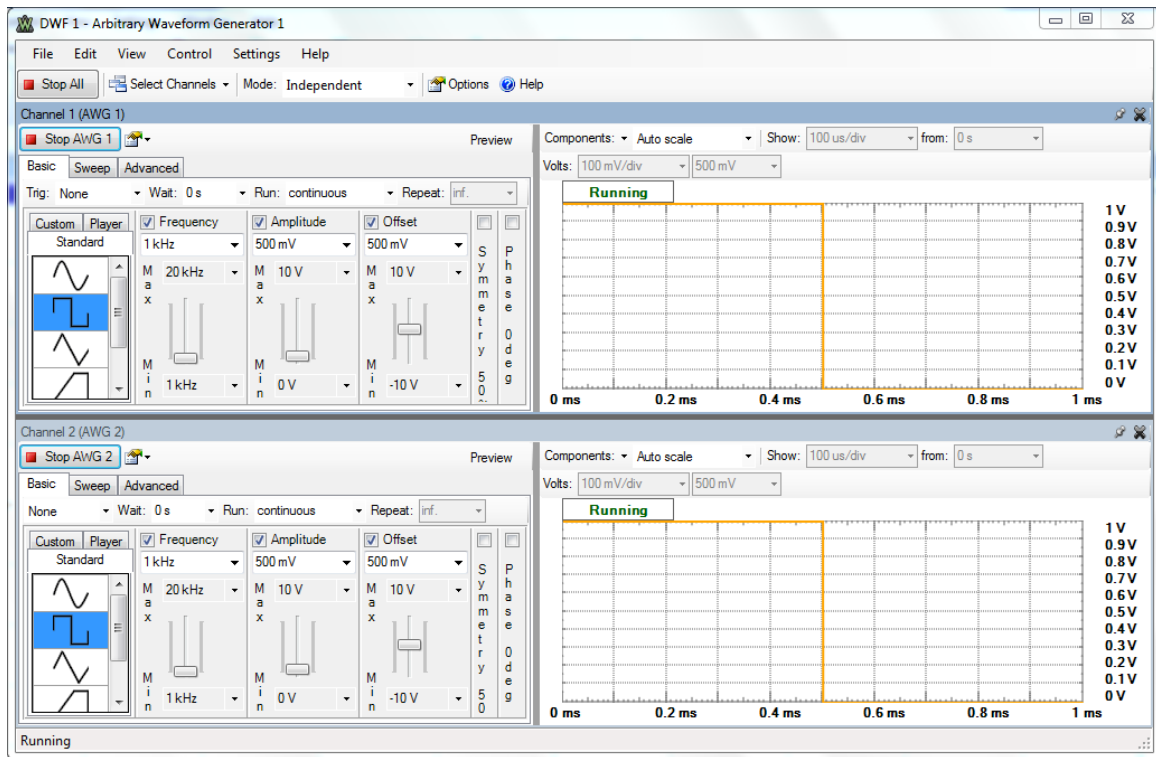 DWF 1 - Arbitrary Waveform Generator 1
File Edit View Control Settings Help
Stop All Select Channels Mode: Independent Options Help
Channel 1 (AWG 1)
Stop AWG 1 Preview
Components: Auto scale Show: 100 us/div from: 0 s
Basic Sweep Advanced
Volts: 100 mV/div 500 mV
Trig: None Wait: 0 s Run: continuous Repeat: inf.
Running
Custom Player
Standard
Frequency
1 kHz
Max 20 kHz
Min 1 kHz
Amplitude
500 mV
Max 10 V
Min 0 V
Offset
500 mV
Max 10 V
Min -10 V
Symmetry 50
Phase 0 deg
1 V
0.9 V
0.8 V
0.7 V
0.6 V
0.5 V
0.4 V
0.3 V
0.2 V
0.1 V
0 V
0 ms 0.2 ms 0.4 ms 0.6 ms 0.8 ms 1 ms
Channel 2 (AWG 2)
Stop AWG 2 Preview
Components: Auto scale Show: 100 us/div from: 0 s
Basic Sweep Advanced
Volts: 100 mV/div 500 mV
None Wait: 0 s Run: continuous Repeat: inf.
Running
Custom Player
Standard
Frequency
1 kHz
Max 20 kHz
Min 1 kHz
Amplitude
500 mV
Max 10 V
Min 0 V
Offset
500 mV
Max 10 V
Min -10 V
Symmetry 50
Phase 0 deg
1 V
0.9 V
0.8 V
0.7 V
0.6 V
0.5 V
0.4 V
0.3 V
0.2 V
0.1 V
0 V
0 ms 0.2 ms 0.4 ms 0.6 ms 0.8 ms 1 ms
Running